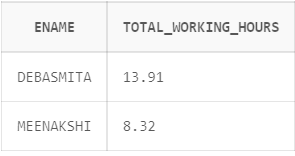 ENAME TOTAL_WORKING_HOURS
DEBASMITA 13.91
MEENAKSHI 8.32